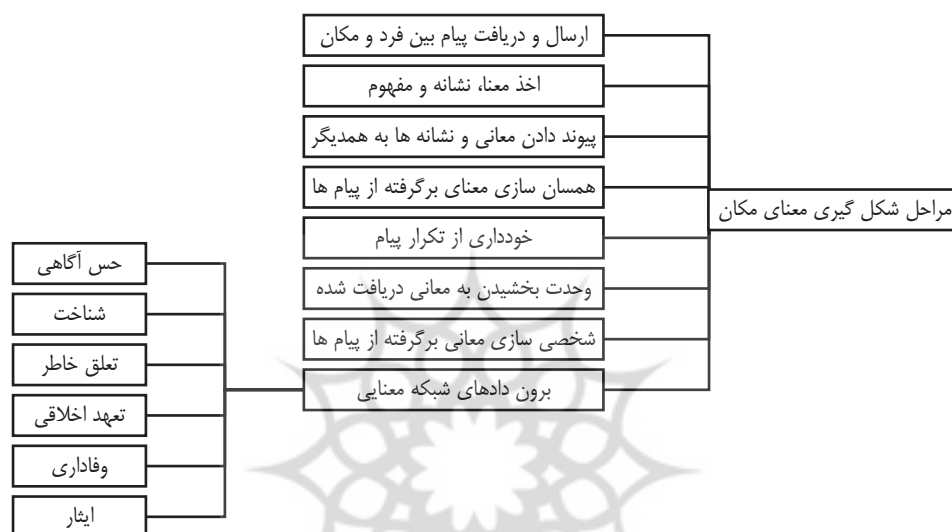 مراحل شکل گیری معنای مکان
ارسال و دریافت پیام بین فرد و مکان
اخذ معنا، نشانه و مفهوم
پیوند دادن معانی و نشانه ها به همدیگر
همسان سازی معنای برگرفته از پیام ها
خودداری از تکرار پیام
وحدت بخشیدن به معانی دریافت شده
شخصی سازی معانی برگرفته از پیام ها
برون دادهای شبکه معنایی
حس آگاهی
شناخت
تعلق خاطر
تعهد اخلاقی
وفاداری
ایثار